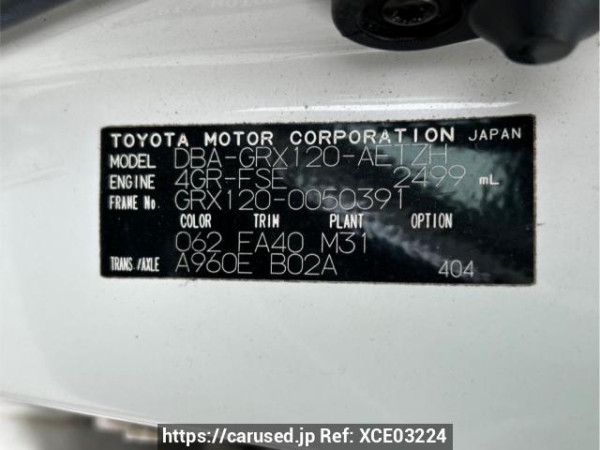 TOYOTA MOTOR CORPORATION JAPAN
MODEL DBA-GRX120-AETZH
ENGINE 4GR-FSE 2499 mL
FRAME No. GRX120-0050391
COLOR TRIM PLANT OPTION
062 FA40 M31
TRANS./AXLE A960E B02A 404
https://carused.jp Ref: XCE03224